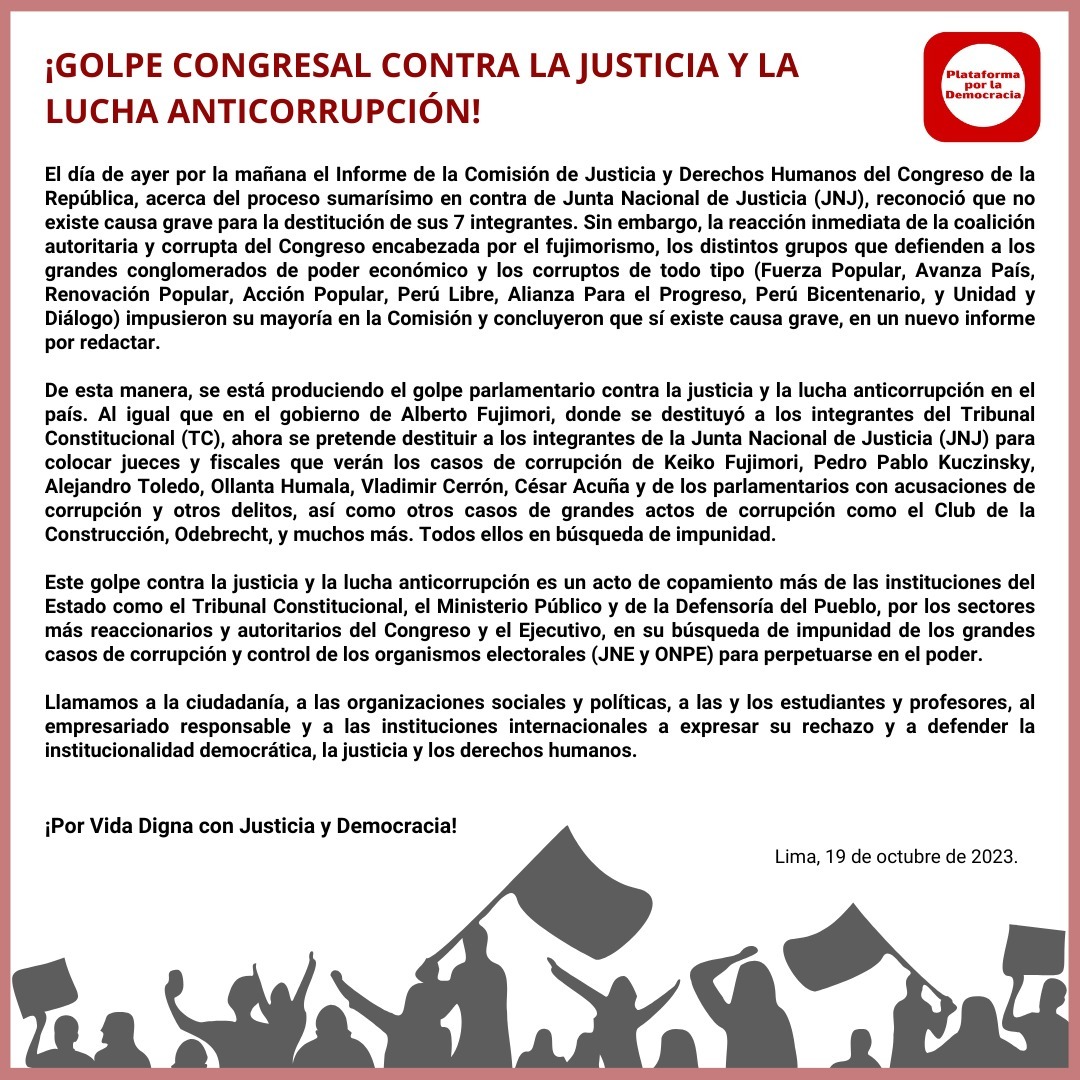 ¡GOLPE CONGRESAL CONTRA LA JUSTICIA Y LA
LUCHA ANTICORRUPCIÓN!
Plataforma
por la
Democracia
El día de ayer por la mañana el Informe de la Comisión de Justicia y Derechos Humanos del Congreso de la
República, acerca del proceso sumarísimo en contra de Junta Nacional de Justicia (JNJ), reconoció que no
existe causa grave para la destitución de sus 7 integrantes. Sin embargo, la reacción inmediata de la coalición
autoritaria y corrupta del Congreso encabezada por el fujimorismo, los distintos grupos que defienden a los
grandes conglomerados de poder económico y los corruptos de todo tipo (Fuerza Popular, Avanza País,
Renovación Popular, Acción Popular, Perú Libre, Alianza Para el Progreso, Perú Bicentenario, y Unidad y
Diálogo) impusieron su mayoría en la Comisión y concluyeron que sí existe causa grave, en un nuevo informe
por redactar.
De esta manera, se está produciendo el golpe parlamentario contra la justicia y la lucha anticorrupción en el
país. Al igual que en el gobierno de Alberto Fujimori, donde se destituyó a los integrantes del Tribunal
Constitucional (TC), ahora se pretende destituir a los integrantes de la Junta Nacional de Justicia (JNJ) para
colocar jueces y fiscales que verán los casos de corrupción de Keiko Fujimori, Pedro Pablo Kuczinsky,
Alejandro Toledo, Ollanta Humala, Vladimir Cerrón, César Acuña y de los parlamentarios con acusaciones de
corrupción y otros delitos, así como otros casos de grandes actos de corrupción como el Club de la
Construcción, Odebrecht, y muchos más. Todos ellos en búsqueda de impunidad.
Este golpe contra la justicia y la lucha anticorrupción es un acto de copamiento más de las instituciones del
Estado como el Tribunal Constitucional, el Ministerio Público y de la Defensoría del Pueblo, por los sectores
más reaccionarios y autoritarios del Congreso y el Ejecutivo, en su búsqueda de impunidad de los grandes
casos de corrupción y control de los organismos electorales (JNE y ONPE) para perpetuarse en el poder.
Llamamos a la ciudadanía, a las organizaciones sociales y políticas, a las y los estudiantes y profesores, al
empresariado responsable y a las instituciones internacionales a expresar su rechazo y a defender la
institucionalidad democrática, la justicia y los derechos humanos.
¡Por Vida Digna con Justicia y Democracia!
Lima, 19 de octubre de 2023.